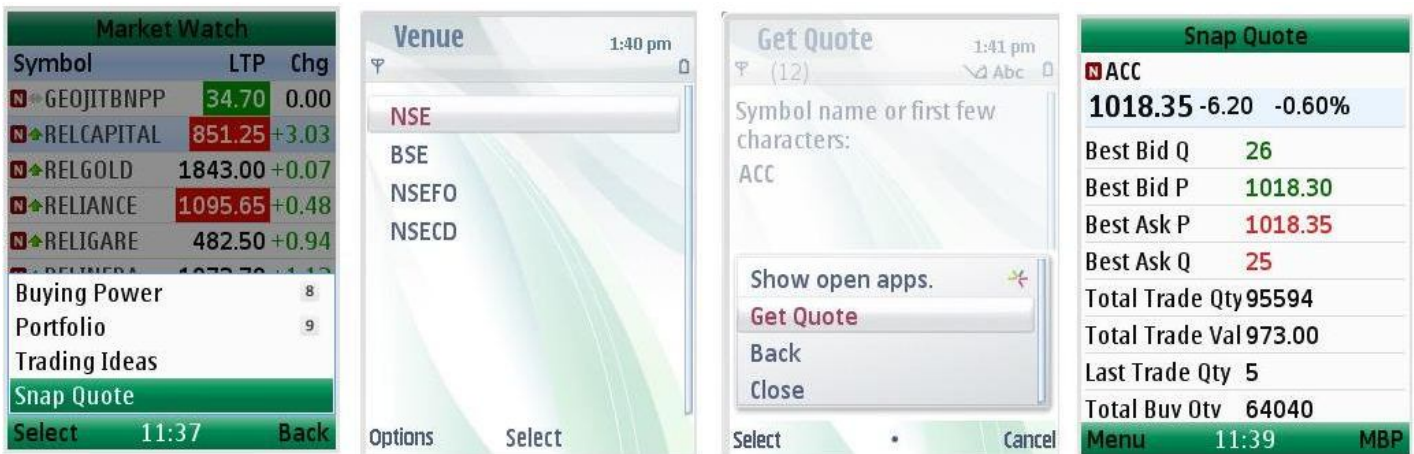 Market Watch
Symbol LTP Chg
N GEOJITBNPP 34.70 0.00
N RELCAPITAL 851.25 +3.03
N RELGOLD 1843.00 +0.07
N RELIANCE 1095.65 +0.48
N RELIGARE 482.50 +0.94
Buying Power 8
Portfolio 9
Trading Ideas
Snap Quote
Select 11:37 Back
Venue 1:40 pm
NSE
BSE
NSEFO
NSECD
Options Select
Get Quote 1:41 pm
(12) Abc
Symbol name or first few
characters:
ACC
Show open apps.
Get Quote
Back
Close
Select Cancel
Snap Quote
N ACC
1018.35 -6.20 -0.60%
Best Bid Q 26
Best Bid P 1018.30
Best Ask P 1018.35
Best Ask Q 25
Total Trade Qty 95594
Total Trade Val 973.00
Last Trade Qty 5
Total Buy Qty 64040
Menu 11:39 MBP